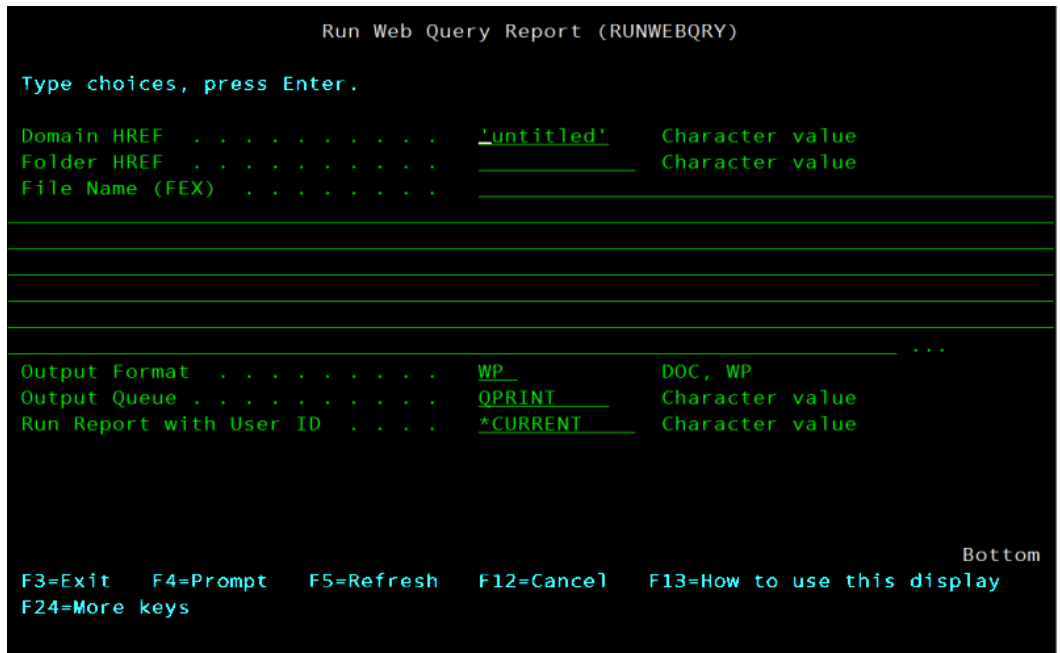 Run Web Query Report (RUNWEBQRY)
Type choices, press Enter.
Domain HREF . . . . . . . . . . 'untitled' Character value
Folder HREF . . . . . . . . . . Character value
File Name (FEX) . . . . . . . .
...
Output Format . . . . . . . . . WP DOC, WP
Output Queue . . . . . . . . . . QPRINT Character value
Run Report with User ID . . . . *CURRENT Character value
Bottom
F3=Exit F4=Prompt F5=Refresh F12=Cancel F13=How to use this display
F24=More keys